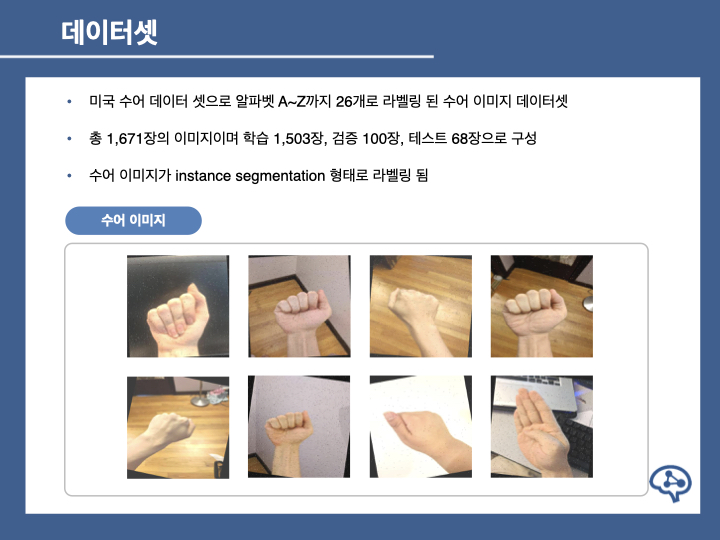 데이터셋
• 미국 수어 데이터 셋으로 알파벳 A~Z까지 26개로 라벨링 된 수어 이미지 데이터셋
• 총 1,671장의 이미지이며 학습 1,503장, 검증 100장, 테스트 68장으로 구성
• 수어 이미지가 instance segmentation 형태로 라벨링 됨
수어 이미지